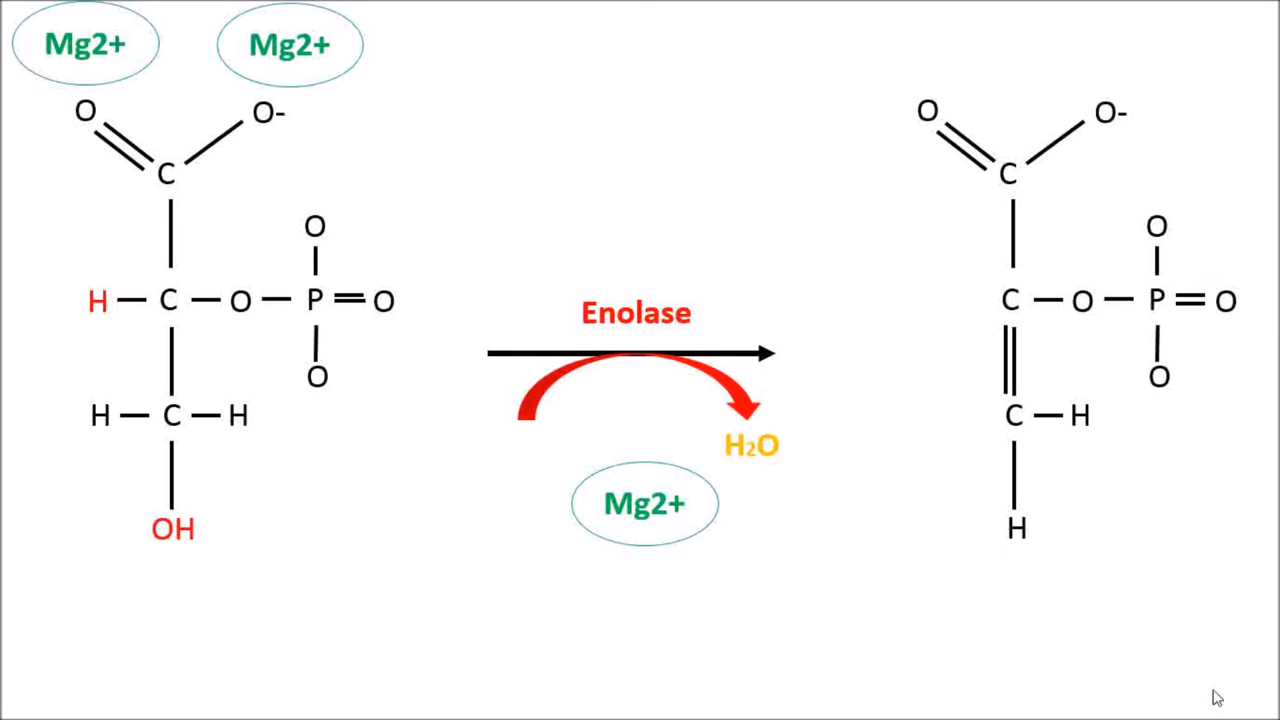 Mg2+ Mg2+
O O- O O-
C C
O O
H C O P O Enolase C O P O
O O
H C H C H
H₂O
Mg2+
OH H